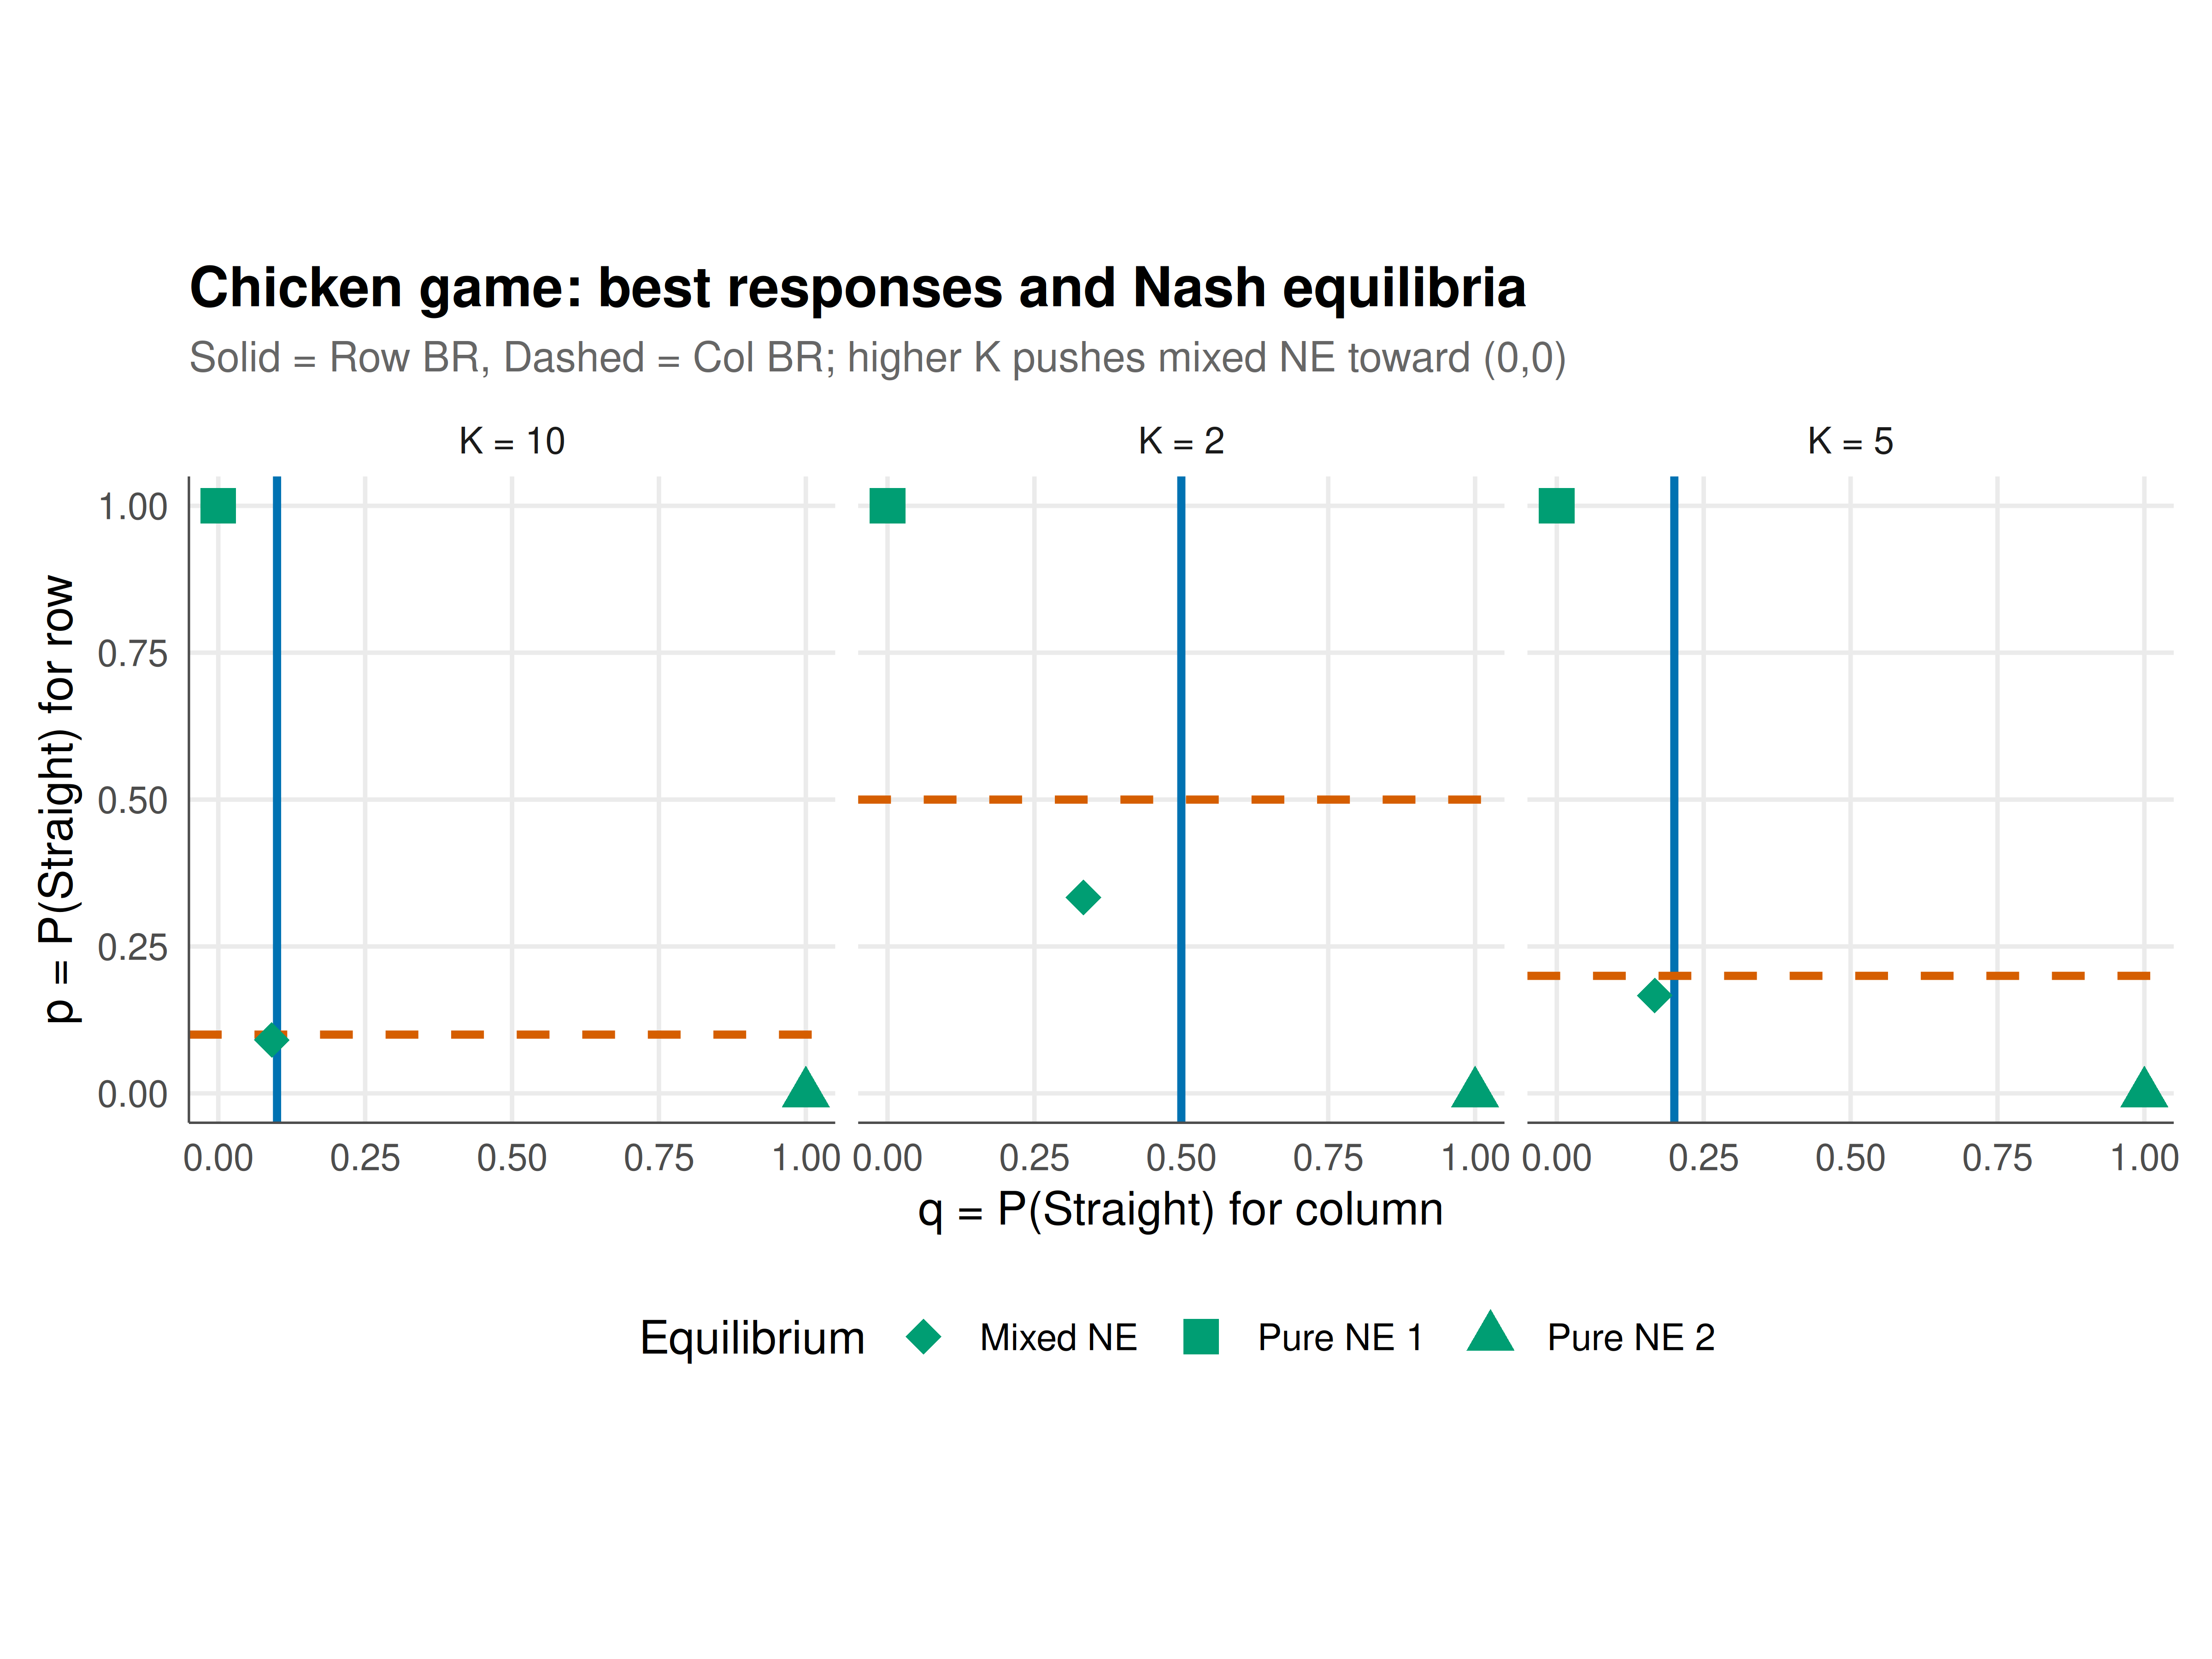 Chicken game: best responses and Nash equilibria
Solid = Row BR, Dashed = Col BR; higher K pushes mixed NE toward (0,0)
K = 10
K = 2
K = 5
p = P(Straight) for row
1.00
0.75
0.50
0.25
0.00
0.00 0.25 0.50 0.75 1.00 0.00 0.25 0.50 0.75 1.00 0.00 0.25 0.50 0.75 1.00
q = P(Straight) for column
Equilibrium Mixed NE Pure NE 1 Pure NE 2